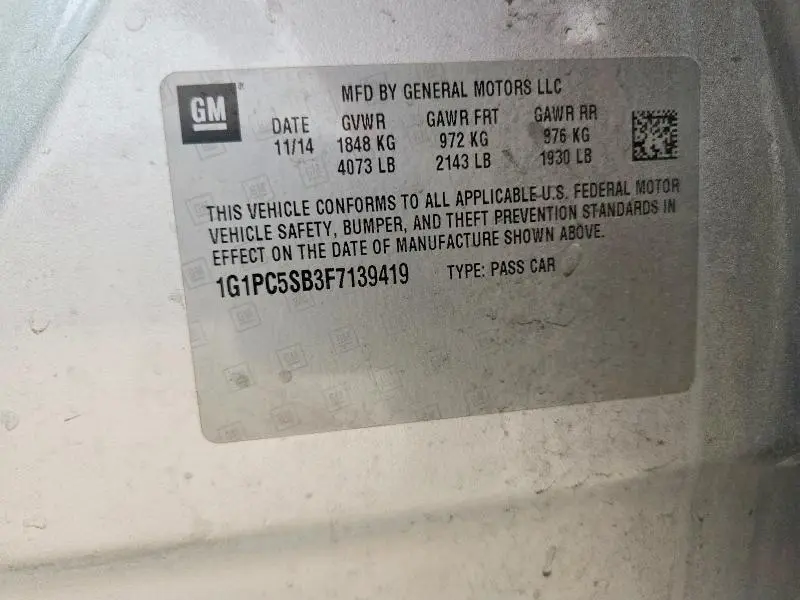 GM
MFD BY GENERAL MOTORS LLC
DATE GVWR GAWR FRT GAWR RR
11/14 1848 KG 972 KG 976 KG
4073 LB 2143 LB 1930 LB
THIS VEHICLE CONFORMS TO ALL APPLICABLE U.S. FEDERAL MOTOR
VEHICLE SAFETY, BUMPER, AND THEFT PREVENTION STANDARDS IN
EFFECT ON THE DATE OF MANUFACTURE SHOWN ABOVE.
1G1PC5SB3F7139419 TYPE: PASS CAR